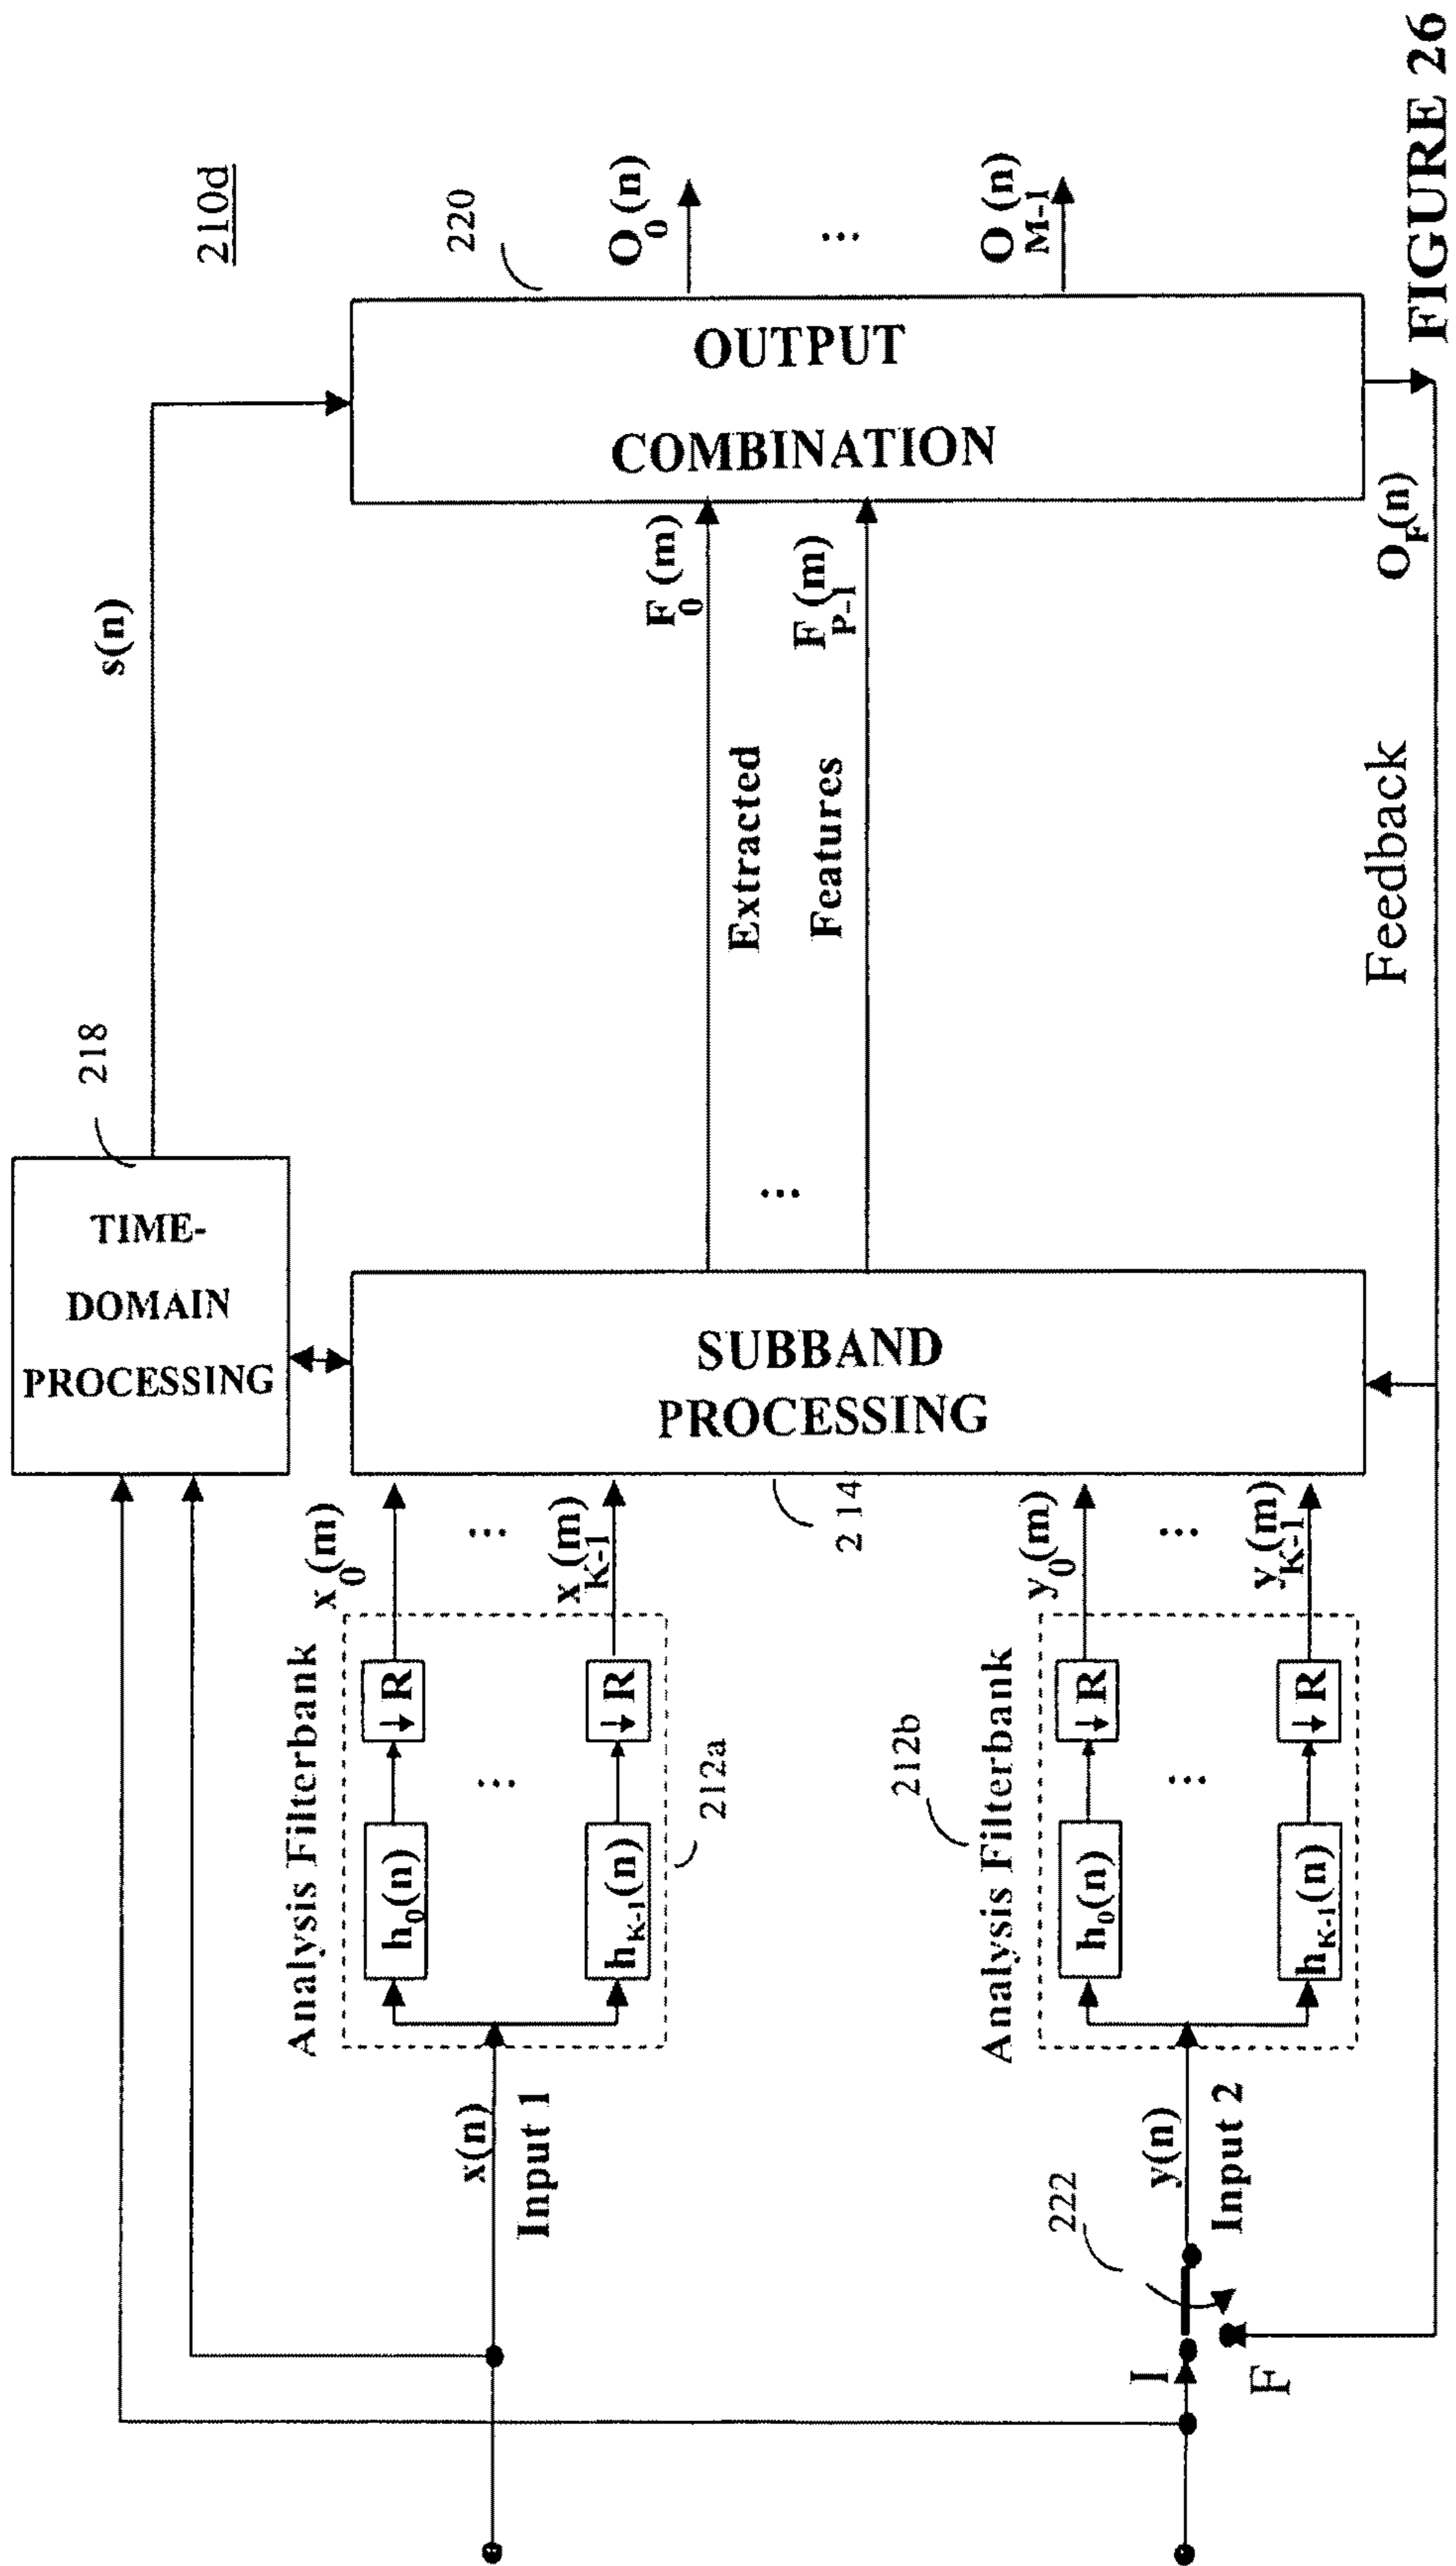 210d
218
TIME-
DOMAIN
PROCESSING
s(n)
220
OUTPUT
COMBINATION
O0(n)
...
OM-1(n)
F0(m)
FP-1(m)
Extracted
Features
...
SUBBAND
PROCESSING
214
x0(m)
...
xK-1(m)
y0(m)
...
yK-1(m)
Analysis Filterbank
h0(n)
↓R
...
hK-1(n)
↓R
212a
x(n)
Input 1
Analysis Filterbank
212b
h0(n)
↓R
...
hK-1(n)
↓R
222
y(n)
Input 2
I
F
Feedback
OF(n)
FIGURE 26